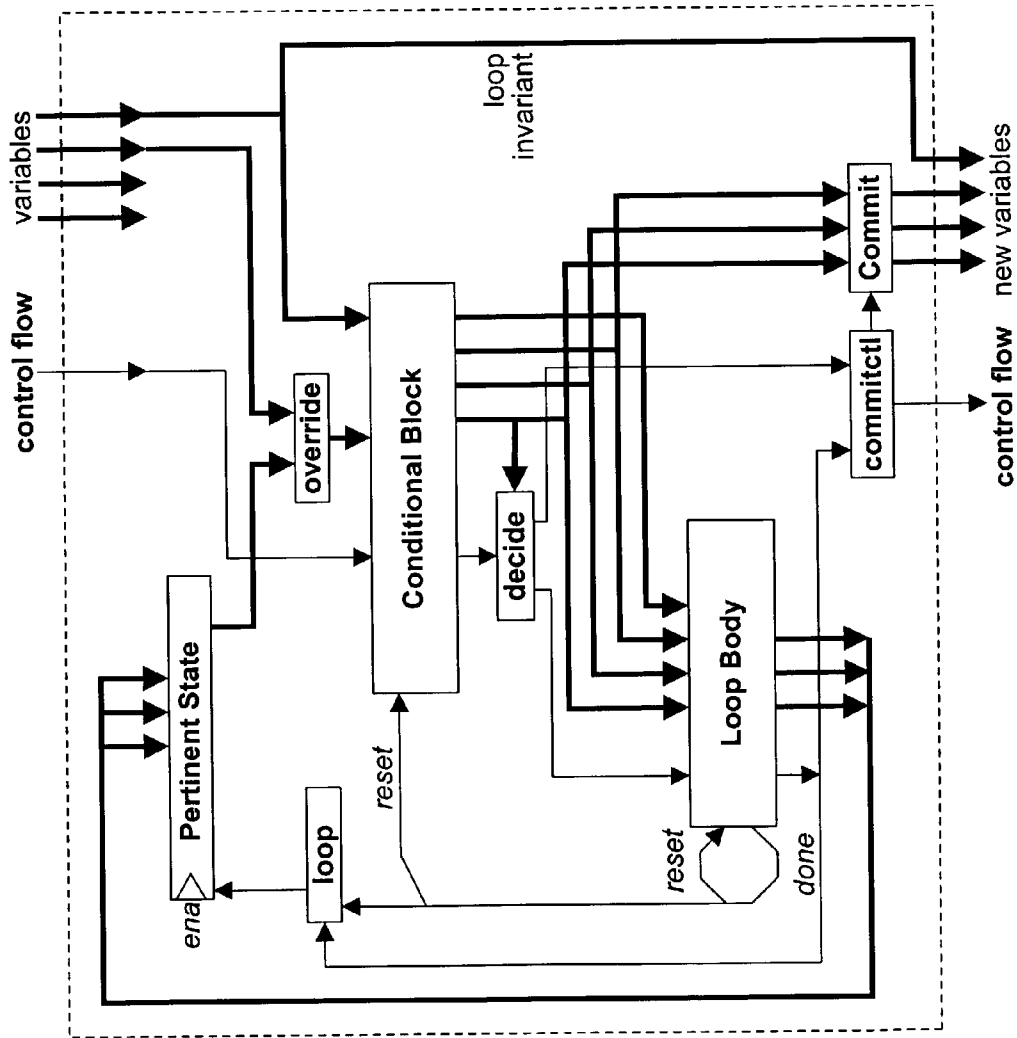 control flow
variables
ena
Pertinent State
loop
override
loop
invariant
reset
Conditional Block
decide
reset
Loop Body
done
commitctl
Commit
control flow
new variables